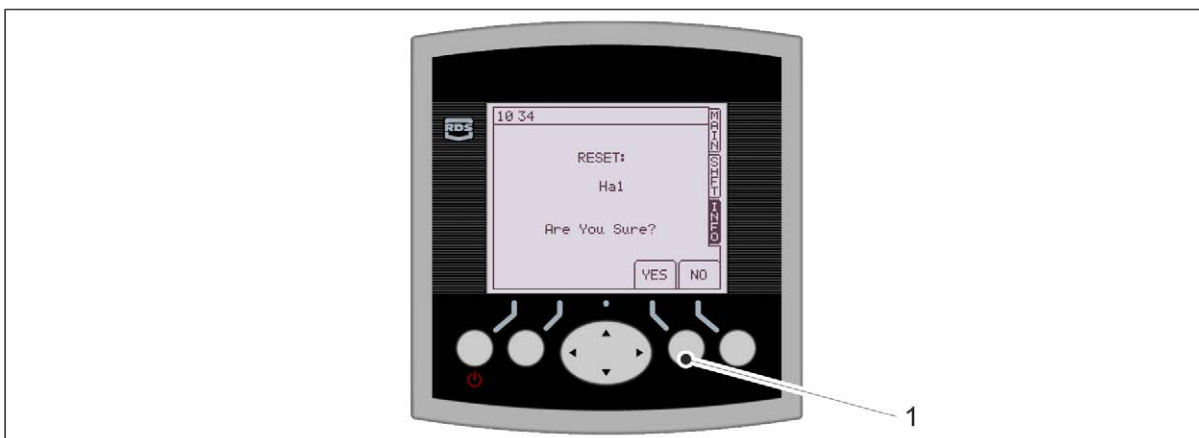 RDS
10 34
MAIN
RESET:
SHFT
Ha1
INFO
Are You Sure?
YES NO
1